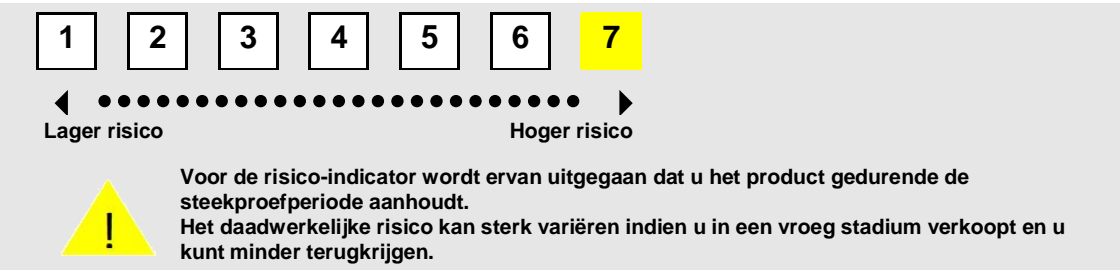 1 2 3 4 5 6 7
Lager risico Hoger risico
!
Voor de risico-indicator wordt ervan uitgegaan dat u het product gedurende de
steekproefperiode aanhoudt.
Het daadwerkelijke risico kan sterk variëren indien u in een vroeg stadium verkoopt en u
kunt minder terugkrijgen.